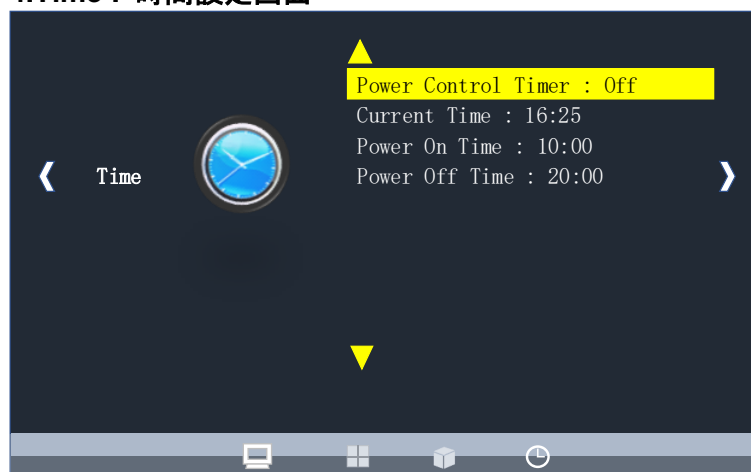 Power Control Timer : Off
Current Time : 16:25
Power On Time : 10:00
Power Off Time : 20:00
Time